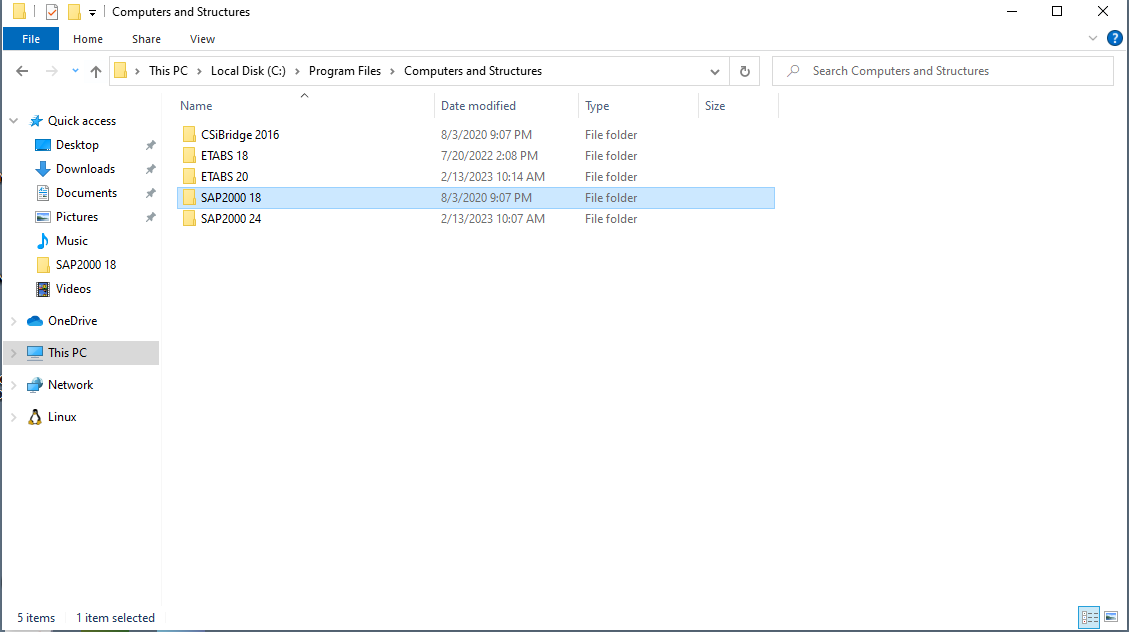 Computers and Structures
File Home Share View
This PC Local Disk (C:) Program Files Computers and Structures
Search Computers and Structures
Name Date modified Type Size
Quick access
Desktop
Downloads
Documents
Pictures
Music
SAP2000 18
Videos
OneDrive
This PC
Network
Linux
CSiBridge 2016 8/3/2020 9:07 PM File folder
ETABS 18 7/20/2022 2:08 PM File folder
ETABS 20 2/13/2023 10:14 AM File folder
SAP2000 18 8/3/2020 9:07 PM File folder
SAP2000 24 2/13/2023 10:07 AM File folder
5 items 1 item selected